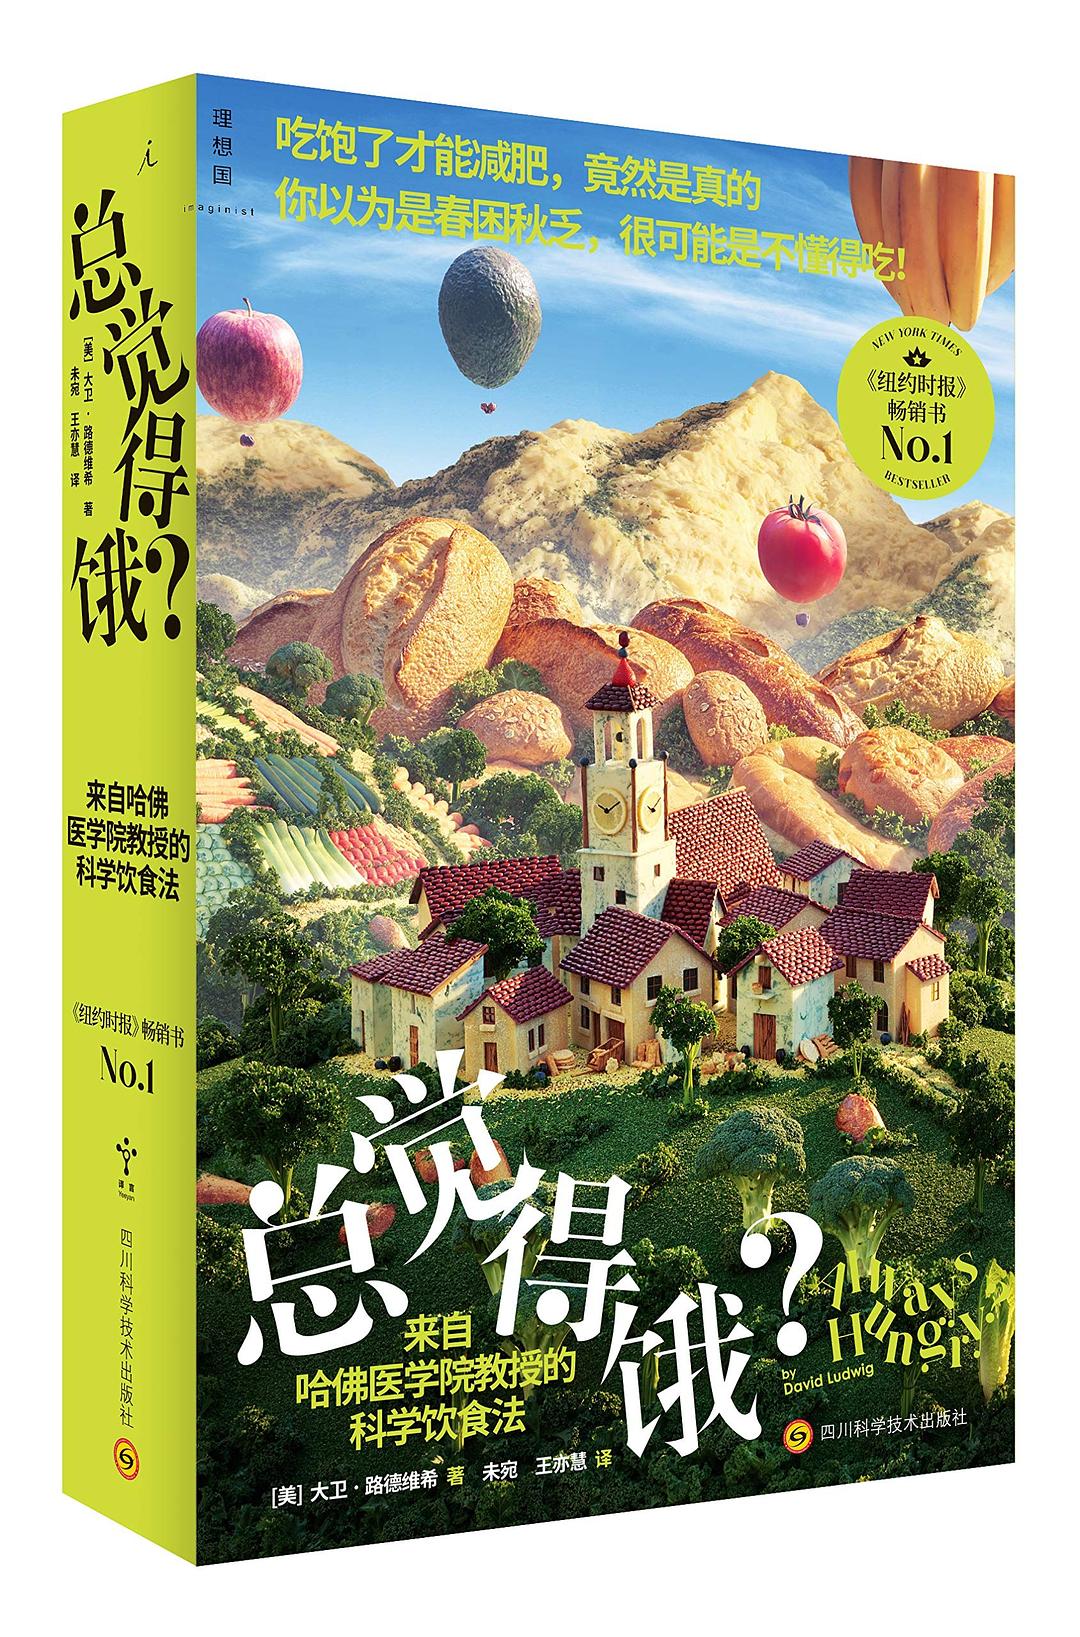 i
总觉得饿?
[美] 大卫·路德维希 著
未宛 王亦慧 译
来自哈佛
医学院教授的
科学饮食法
《纽约时报》畅销书
No.1
译言
Yeeyan
四川科学技术出版社
理想国
imaginist
吃饱了才能减肥，竟然是真的
你以为是春困秋乏，很可能是不懂得吃!
NEW YORK TIMES
《纽约时报》
畅销书
No.1
BESTSELLER
总觉得饿?
来自
哈佛医学院教授的
科学饮食法
Always
Hungry?
by
David Ludwig
四川科学技术出版社
[美] 大卫·路德维希 著 未宛 王亦慧 译